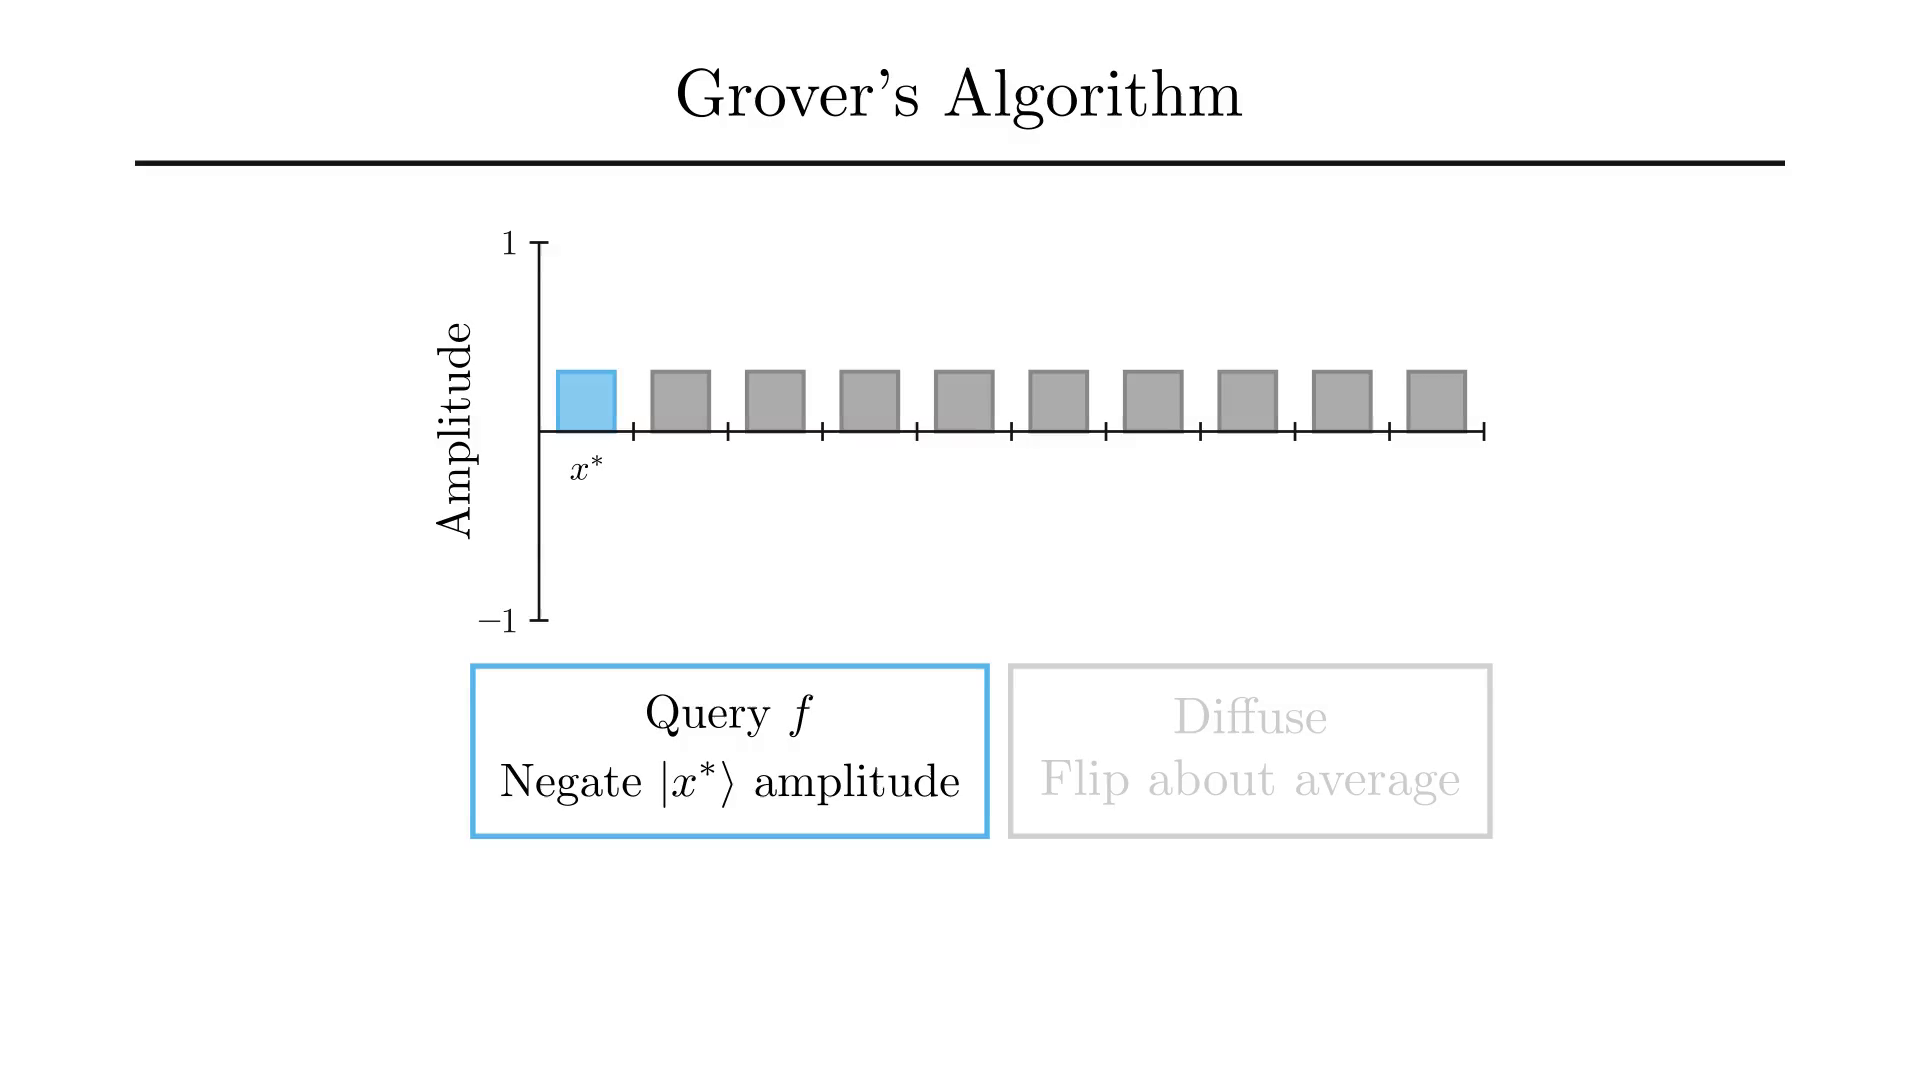 Grover's Algorithm
1
Amplitude
x*
−1
Query f
Negate |x*⟩ amplitude
Diffuse
Flip about average